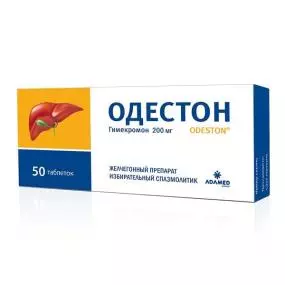 ОДЕСТОН
Гимекромон 200 мг
ODESTON®
50 таблеток
ЖЕЛЧЕГОННЫЙ ПРЕПАРАТ
ИЗБИРАТЕЛЬНЫЙ СПАЗМОЛИТИК
ADAMED